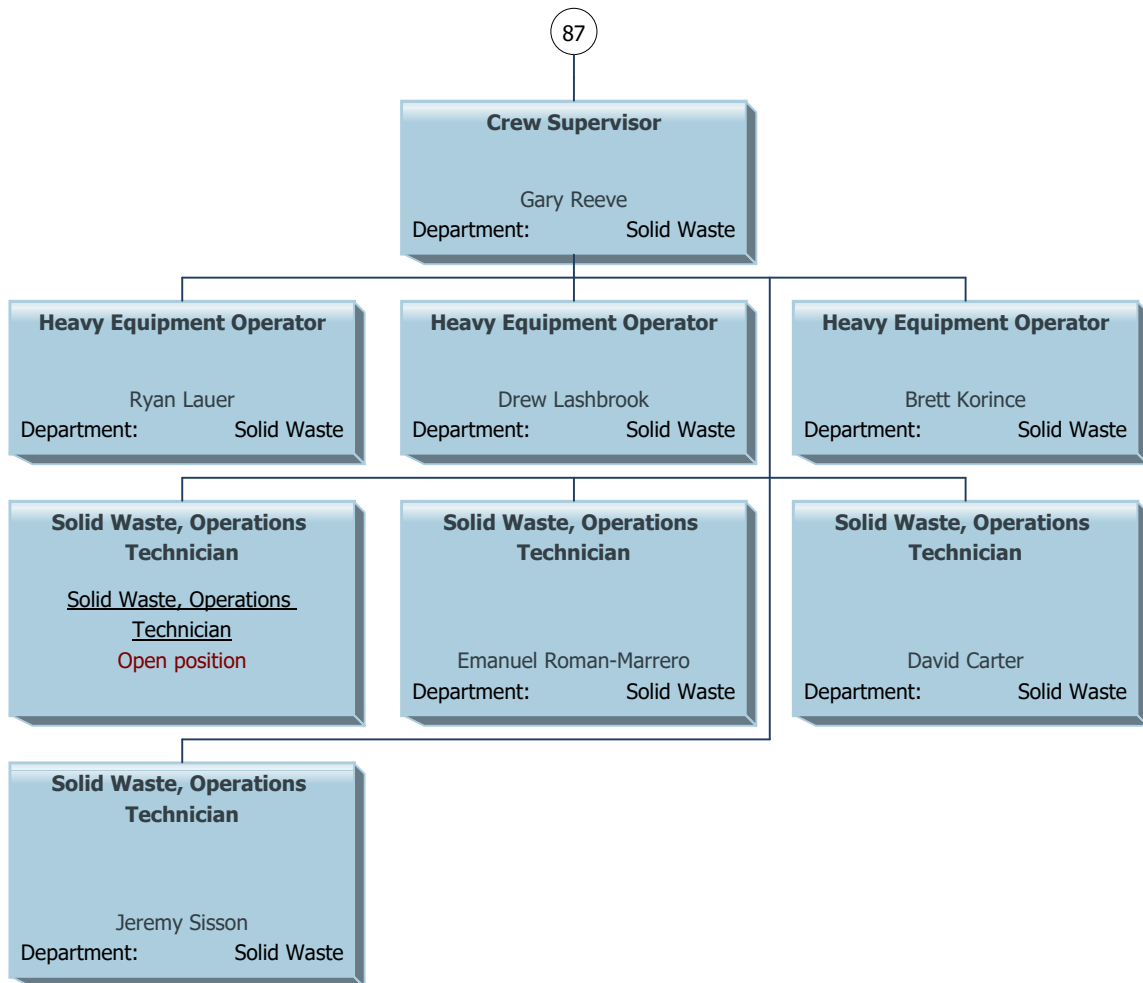 87
Crew Supervisor
Gary Reeve
Department: Solid Waste
Heavy Equipment Operator
Ryan Lauer
Department: Solid Waste
Heavy Equipment Operator
Drew Lashbrook
Department: Solid Waste
Heavy Equipment Operator
Brett Korince
Department: Solid Waste
Solid Waste, Operations
Technician
Solid Waste, Operations
Technician
Open position
Solid Waste, Operations
Technician
Emanuel Roman-Marrero
Department: Solid Waste
Solid Waste, Operations
Technician
David Carter
Department: Solid Waste
Solid Waste, Operations
Technician
Jeremy Sisson
Department: Solid Waste